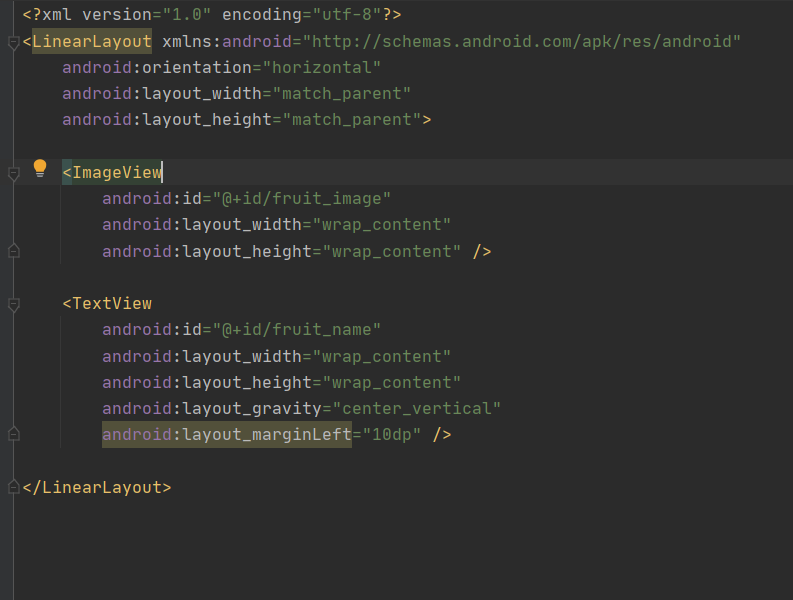 <?xml version="1.0" encoding="utf-8"?>
<LinearLayout xmlns:android="http://schemas.android.com/apk/res/android"
    android:orientation="horizontal"
    android:layout_width="match_parent"
    android:layout_height="match_parent">

    <ImageView
        android:id="@+id/fruit_image"
        android:layout_width="wrap_content"
        android:layout_height="wrap_content" />

    <TextView
        android:id="@+id/fruit_name"
        android:layout_width="wrap_content"
        android:layout_height="wrap_content"
        android:layout_gravity="center_vertical"
        android:layout_marginLeft="10dp" />

</LinearLayout>